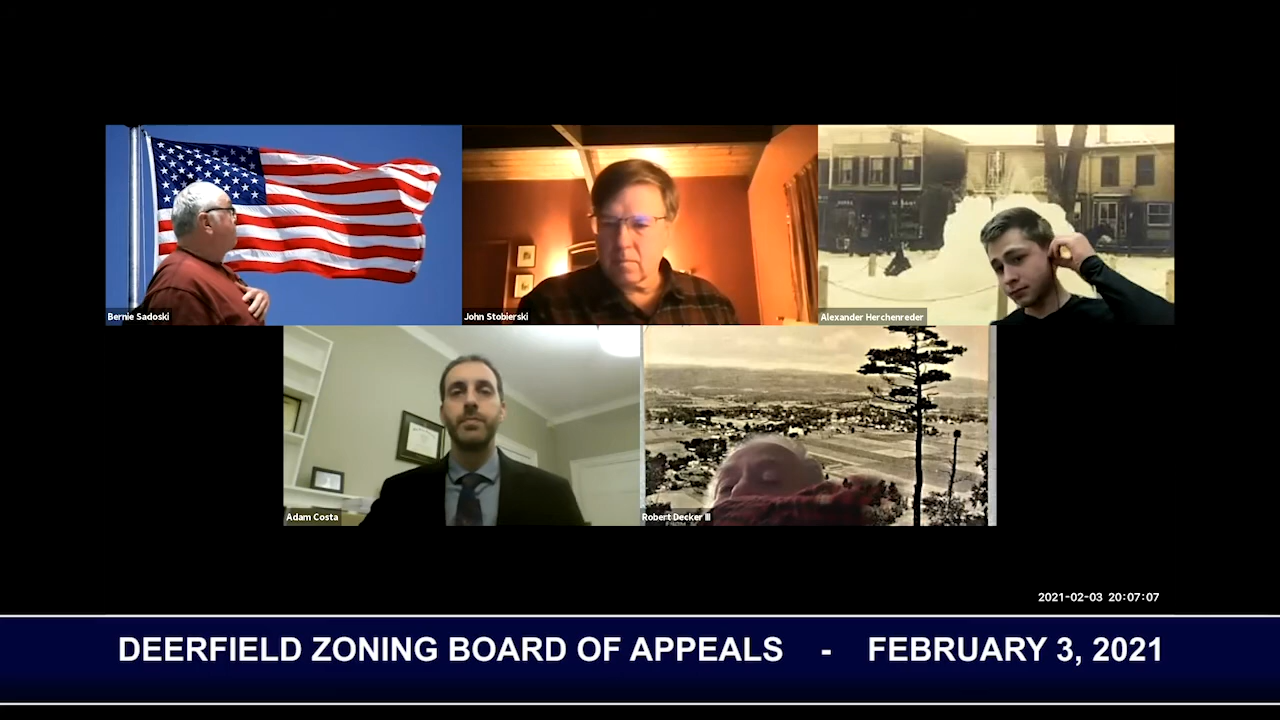 Bernie Sadoski
John Stobierski
Alexander Herchenreder
Adam Costa
Robert Decker III
2021-02-03 20:07:07
DEERFIELD ZONING BOARD OF APPEALS - FEBRUARY 3, 2021